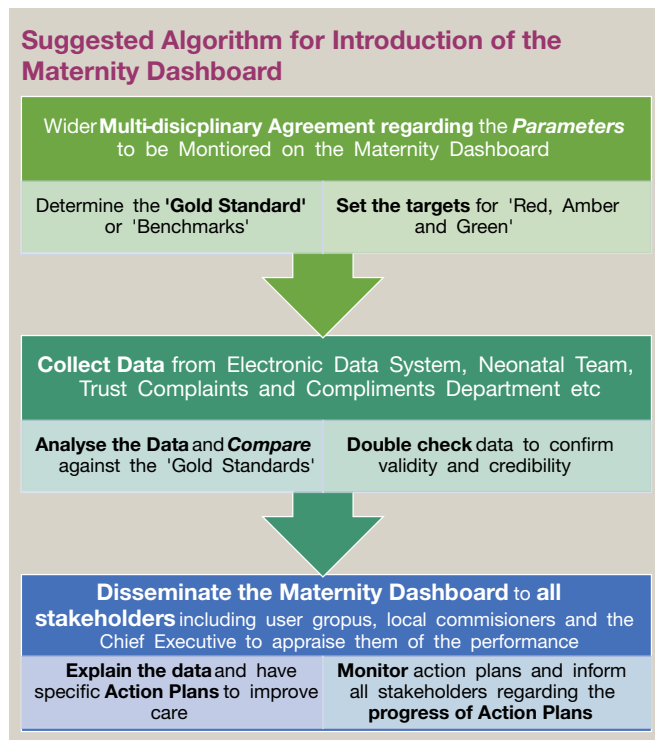 Suggested Algorithm for Introduction of the
Maternity Dashboard
Wider Multi-disicplinary Agreement regarding the Parameters
to be Montiored on the Maternity Dashboard
Determine the 'Gold Standard'
or 'Benchmarks'
Set the targets for 'Red, Amber
and Green'
Collect Data from Electronic Data System, Neonatal Team,
Trust Complaints and Compliments Department etc
Analyse the Data and Compare
against the 'Gold Standards'
Double check data to confirm
validity and credibility
Disseminate the Maternity Dashboard to all
stakeholders including user gropus, local commisioners and the
Chief Executive to appraise them of the performance
Explain the data and have
specific Action Plans to improve
care
Monitor action plans and inform
all stakeholders regarding the
progress of Action Plans